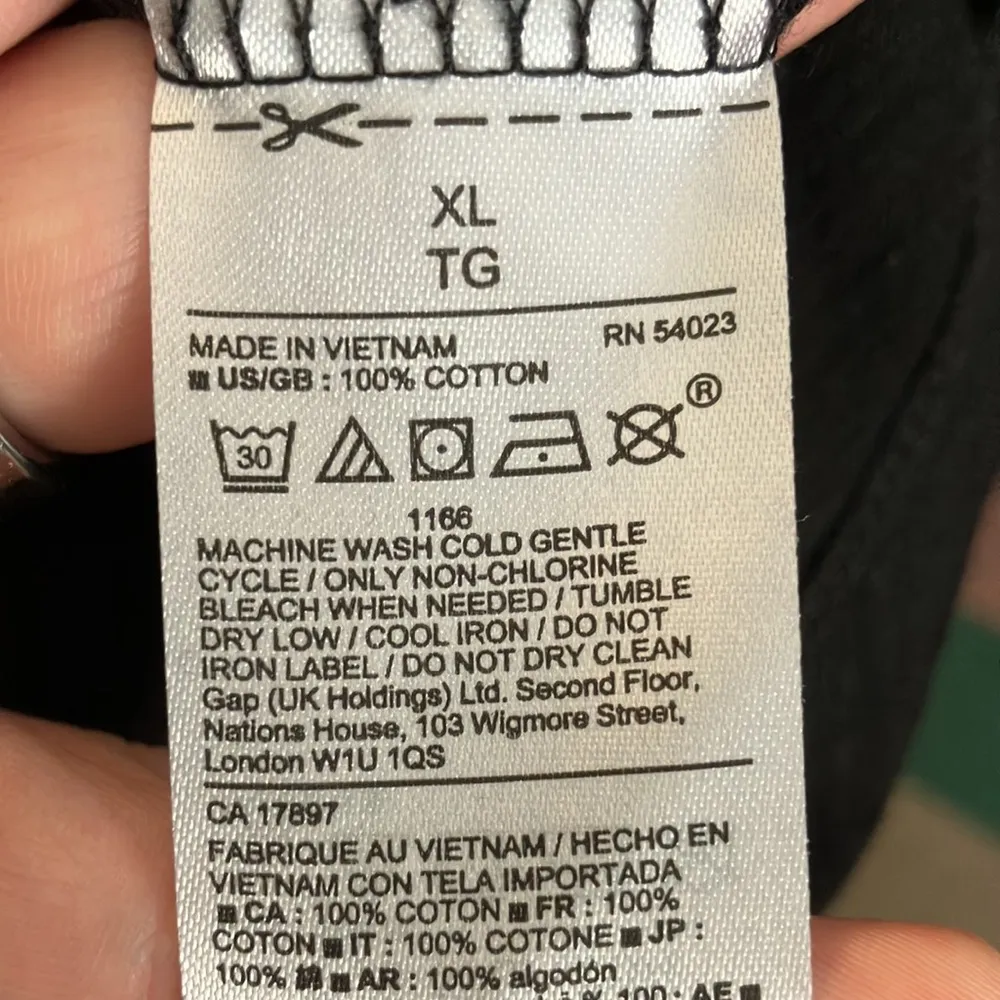 XL
TG
MADE IN VIETNAM RN 54023
US/GB : 100% COTTON
30 ®
1166
MACHINE WASH COLD GENTLE
CYCLE / ONLY NON-CHLORINE
BLEACH WHEN NEEDED / TUMBLE
DRY LOW / COOL IRON / DO NOT
IRON LABEL / DO NOT DRY CLEAN
Gap (UK Holdings) Ltd. Second Floor,
Nations House, 103 Wigmore Street,
London W1U 1QS
CA 17897
FABRIQUE AU VIETNAM / HECHO EN
VIETNAM CON TELA IMPORTADA
CA : 100% COTON FR : 100%
COTON IT : 100% COTONE JP :
100% 綿 AR : 100% algodón
% 100 : AE